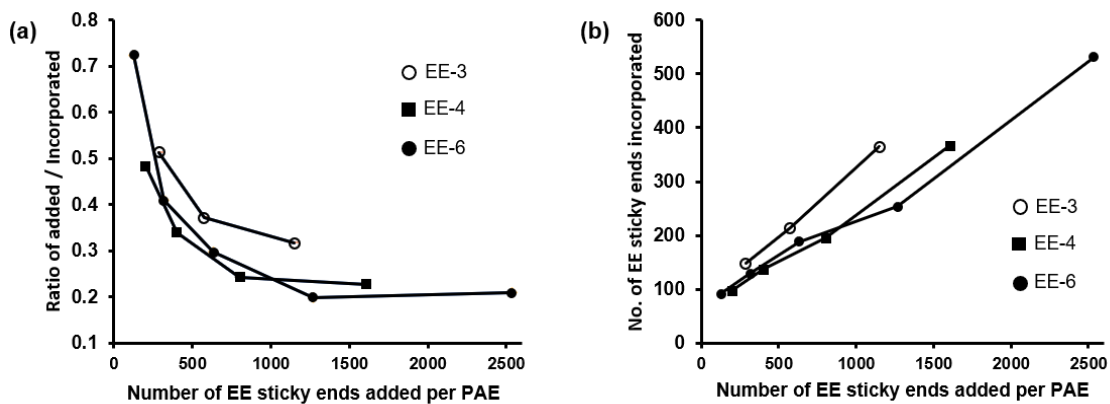 (a)
Ratio of added / Incorporated
0.8
0.7
0.6
0.5
0.4
0.3
0.2
0.1
0 500 1000 1500 2000 2500
Number of EE sticky ends added per PAE
EE-3
EE-4
EE-6
(b)
No. of EE sticky ends incorporated
600
500
400
300
200
100
0
0 500 1000 1500 2000 2500
Number of EE sticky ends added per PAE
EE-3
EE-4
EE-6